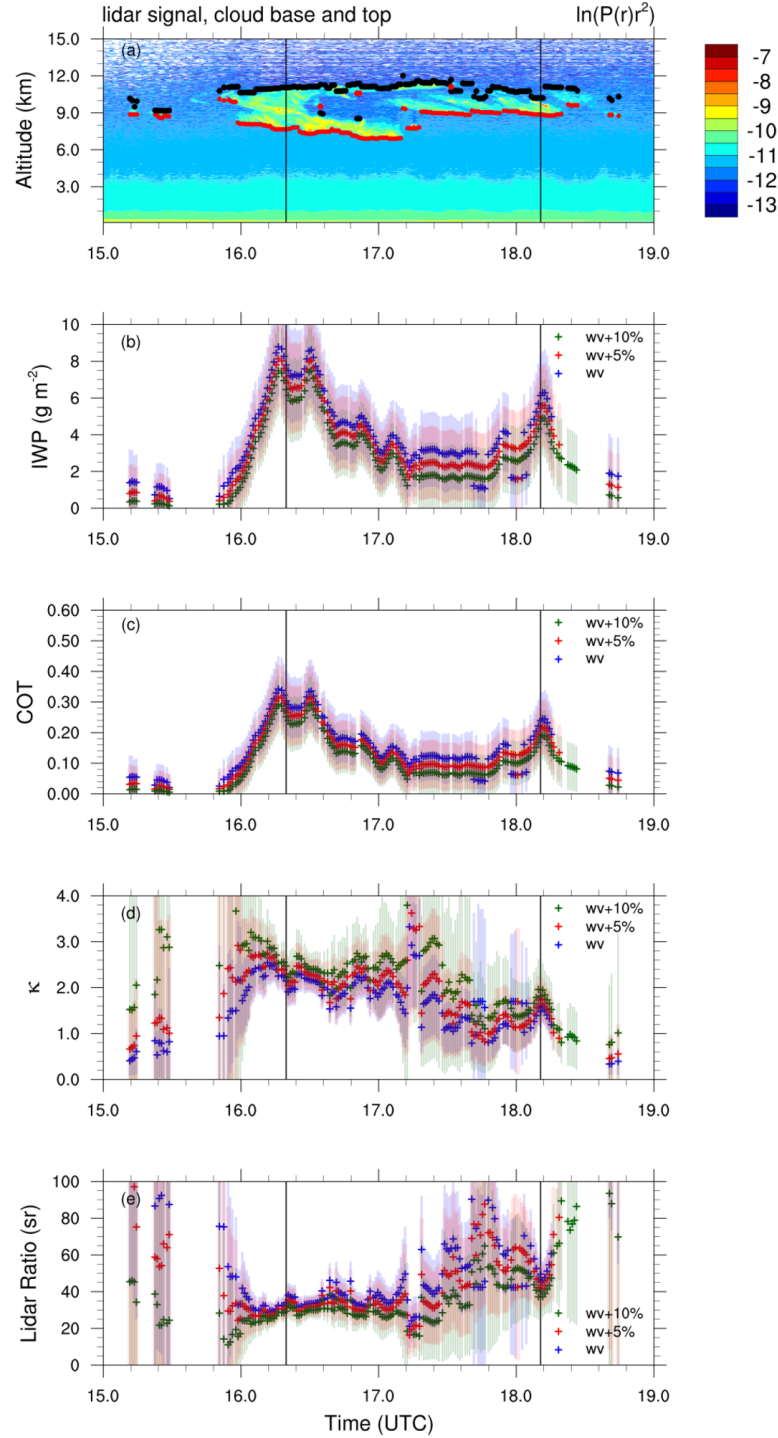 lidar signal, cloud base and top ln(P(r)r²)
(a)
15.0
12.0
9.0
6.0
3.0
Altitude (km)
15.0 16.0 17.0 18.0 19.0
-7
-8
-9
-10
-11
-12
-13
(b)
10
8
6
4
2
0
IWP (g m⁻²)
wv+10%
wv+5%
wv
15.0 16.0 17.0 18.0 19.0
(c)
0.60
0.50
0.40
0.30
0.20
0.10
0.00
COT
wv+10%
wv+5%
wv
15.0 16.0 17.0 18.0 19.0
(d)
4.0
3.0
2.0
1.0
0.0
κ
wv+10%
wv+5%
wv
15.0 16.0 17.0 18.0 19.0
(e)
100
80
60
40
20
0
Lidar Ratio (sr)
wv+10%
wv+5%
wv
15.0 16.0 17.0 18.0 19.0
Time (UTC)